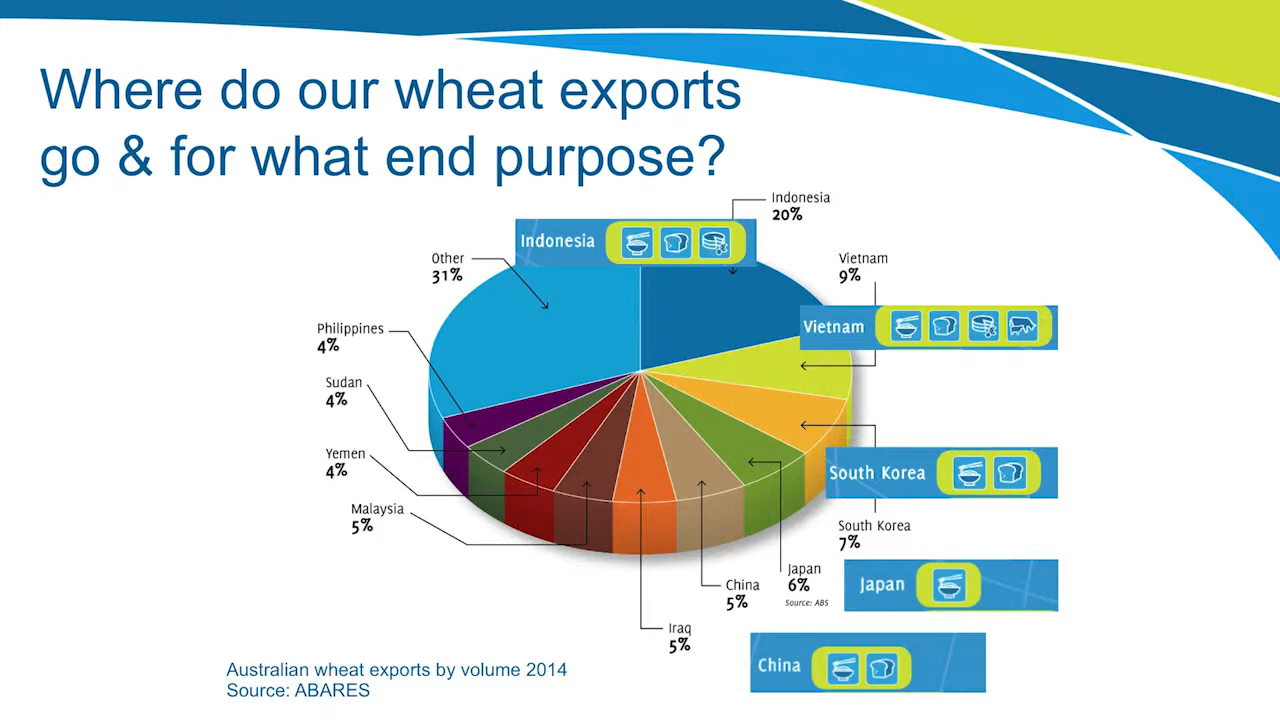 Where do our wheat exports
go & for what end purpose?
Indonesia
20%
Indonesia
Other
31%
Vietnam
9%
Vietnam
Philippines
4%
Sudan
4%
Yemen
4%
South Korea
Malaysia
5%
South Korea
7%
Japan
6%
Source: ABS
Japan
China
5%
Iraq
5%
China
Australian wheat exports by volume 2014
Source: ABARES